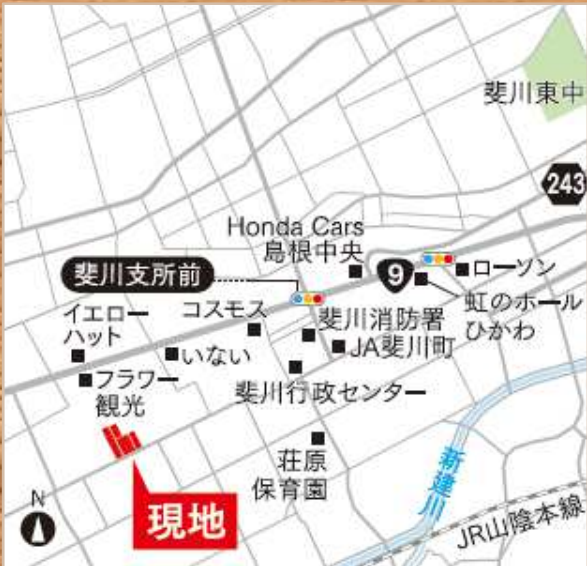 斐川東中
243
Honda Cars
島根中央
9
ローソン
斐川支所前
虹のホール
ひかわ
イエロー
ハット
コスモス
斐川消防署
JA斐川町
いない
フラワー
観光
斐川行政センター
荘原
保育園
新建川
現地
JR山陰本線
N